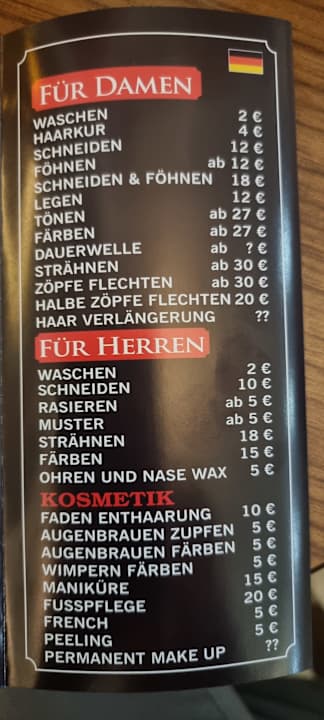 FÜR DAMEN
WASCHEN 2 €
HAARKUR 4 €
SCHNEIDEN 12 €
FÖHNEN ab 12 €
SCHNEIDEN & FÖHNEN 18 €
LEGEN 12 €
TÖNEN ab 27 €
FÄRBEN ab 27 €
DAUERWELLE ab ? €
STRÄHNEN ab 30 €
ZÖPFE FLECHTEN ab 30 €
HALBE ZÖPFE FLECHTEN 20 €
HAAR VERLÄNGERUNG ??
FÜR HERREN
WASCHEN 2 €
SCHNEIDEN 10 €
RASIEREN ab 5 €
MUSTER ab 5 €
STRÄHNEN 18 €
FÄRBEN 15 €
OHREN UND NASE WAX 5 €
KOSMETIK
FADEN ENTHAARUNG 10 €
AUGENBRAUEN ZUPFEN 5 €
AUGENBRAUEN FÄRBEN 5 €
WIMPERN FÄRBEN 5 €
MANIKÜRE 15 €
FUSSPFLEGE 20 €
FRENCH 5 €
PEELING 5 €
PERMANENT MAKE UP ??